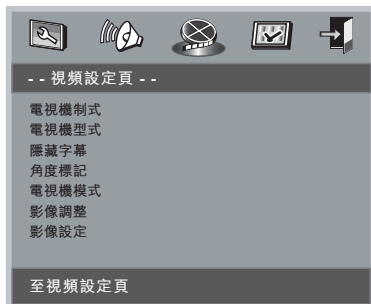 - - 視頻設定頁 - -
電視機制式
電視機型式
隱藏字幕
角度標記
電視機模式
影像調整
影像設定
至視頻設定頁